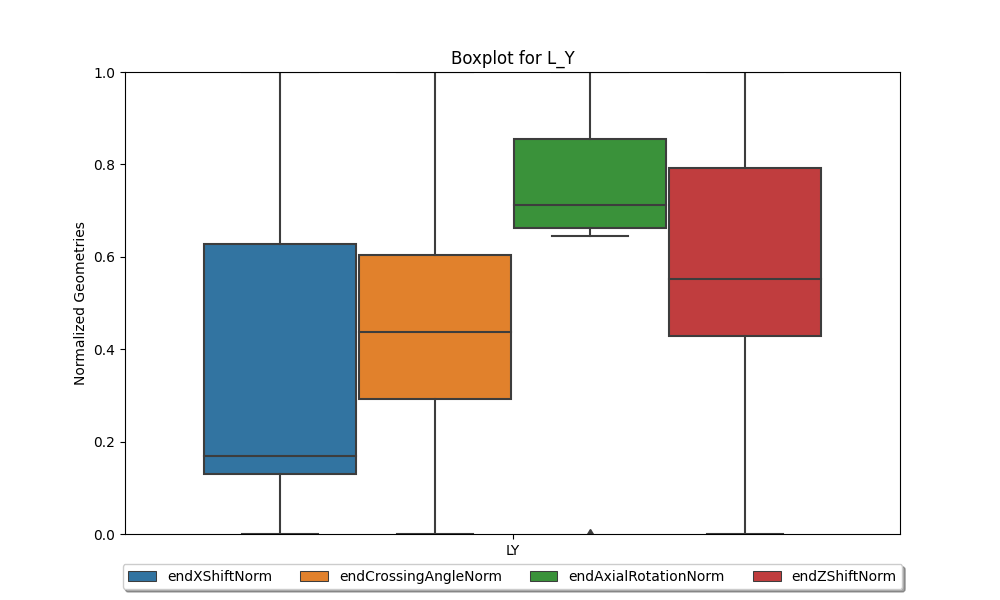 Boxplot for L_Y
Normalized Geometries
1.0
0.8
0.6
0.4
0.2
0.0
LY
endXShiftNorm endCrossingAngleNorm endAxialRotationNorm endZShiftNorm